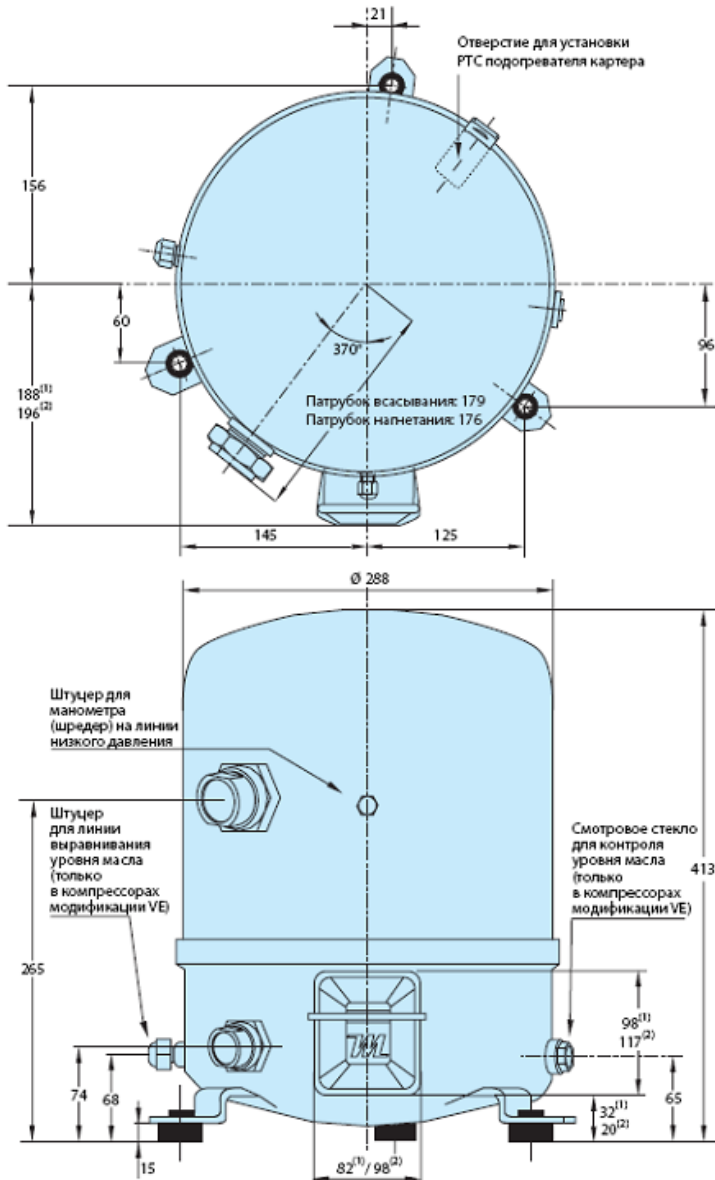 21
Отверстие для установки
РТС подогревателя картера
156
60
370°
96
188(1)
196(2)
Патрубок всасывания: 179
Патрубок нагнетания: 176
145
125
Ø 288
Штуцер для
манометра
(шредер) на линии
низкого давления
Штуцер
для линии
выравнивания
уровня масла
(только
в компрессорах
модификации VE)
Смотровое стекло
для контроля
уровня масла
(только
в компрессорах
модификации VE)
413
265
98(1)
117(2)
74
68
65
32(1)
20(2)
15
82(1)/98(2)